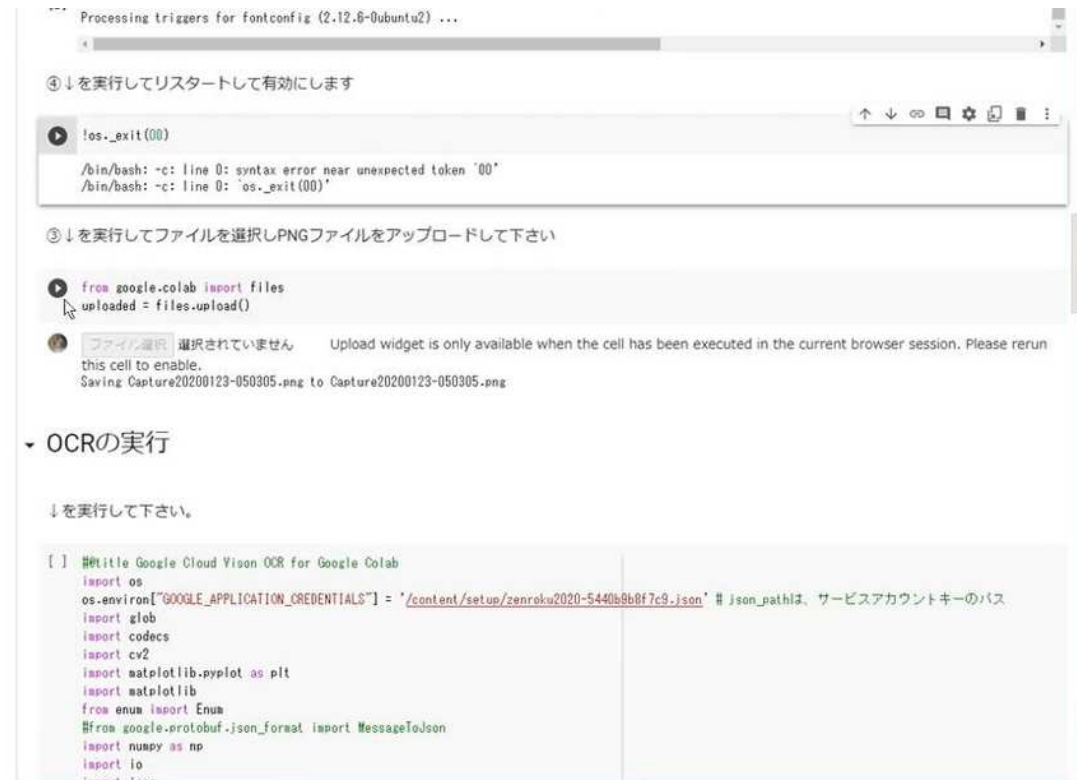 Processing triggers for fontconfig (2.12.6-0ubuntu2) ...
④↓を実行してリスタートして有効にします
!os._exit(00)
/bin/bash: -c: line 0: syntax error near unexpected token `00'
/bin/bash: -c: line 0: `os._exit(00)'
③↓を実行してファイルを選択しPNGファイルをアップロードして下さい
from google.colab import files
uploaded = files.upload()
ファイル選択 選択されていません Upload widget is only available when the cell has been executed in the current browser session. Please rerun
this cell to enable.
Saving Capture20200123-050305.png to Capture20200123-050305.png
OCRの実行
↓を実行して下さい。
[ ] #@title Google Cloud Vison OCR for Google Colab
import os
os.environ["GOOGLE_APPLICATION_CREDENTIALS"] = '/content/setup/zenroku2020-5440b9b8f7c9.json' # json_pathは、サービスアカウントキーのパス
import glob
import codecs
import cv2
import matplotlib.pyplot as plt
import matplotlib
from enum import Enum
#from google.protobuf.json_format import MessageToJson
import numpy as np
import io